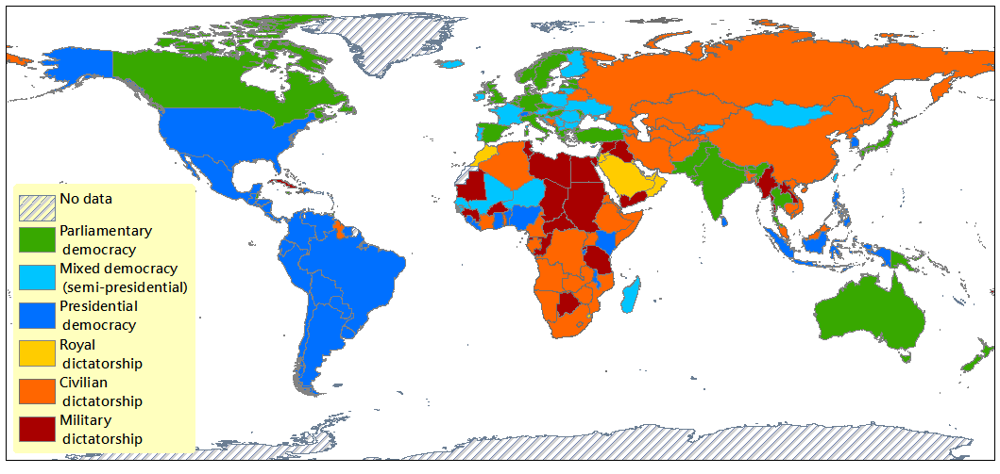 No data
Parliamentary
democracy
Mixed democracy
(semi-presidential)
Presidential
democracy
Royal
dictatorship
Civilian
dictatorship
Military
dictatorship